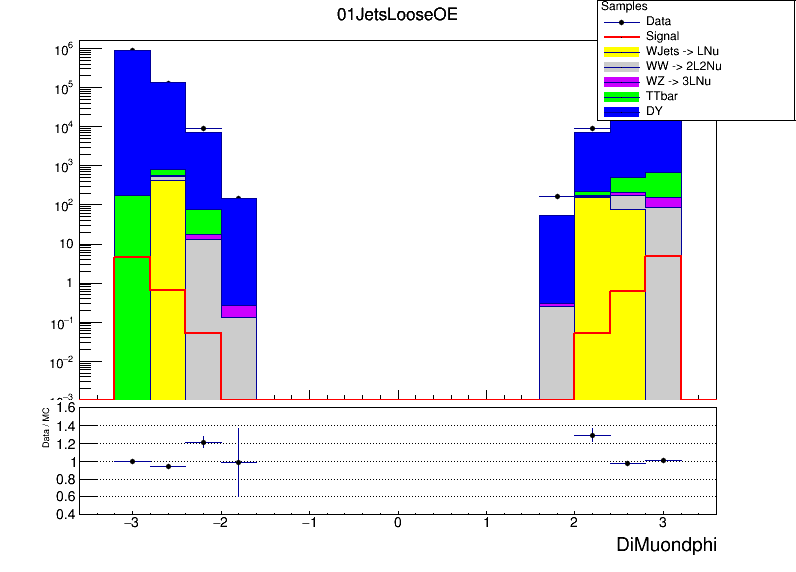 01JetsLooseOE
Samples
Data
Signal
WJets -> LNu
WW -> 2L2Nu
WZ -> 3LNu
TTbar
DY
10^6
10^5
10^4
10^3
10^2
10
1
10^−1
10^−2
10^−3
Data / MC
1.6
1.4
1.2
1
0.8
0.6
0.4
−3 −2 −1 0 1 2 3
DiMuondphi